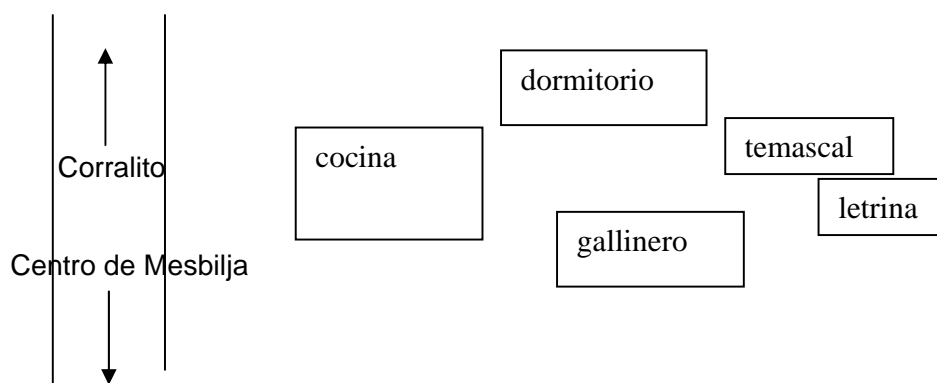 dormitorio
temascal
cocina
Corralito
letrina
gallinero
Centro de Mesbilja